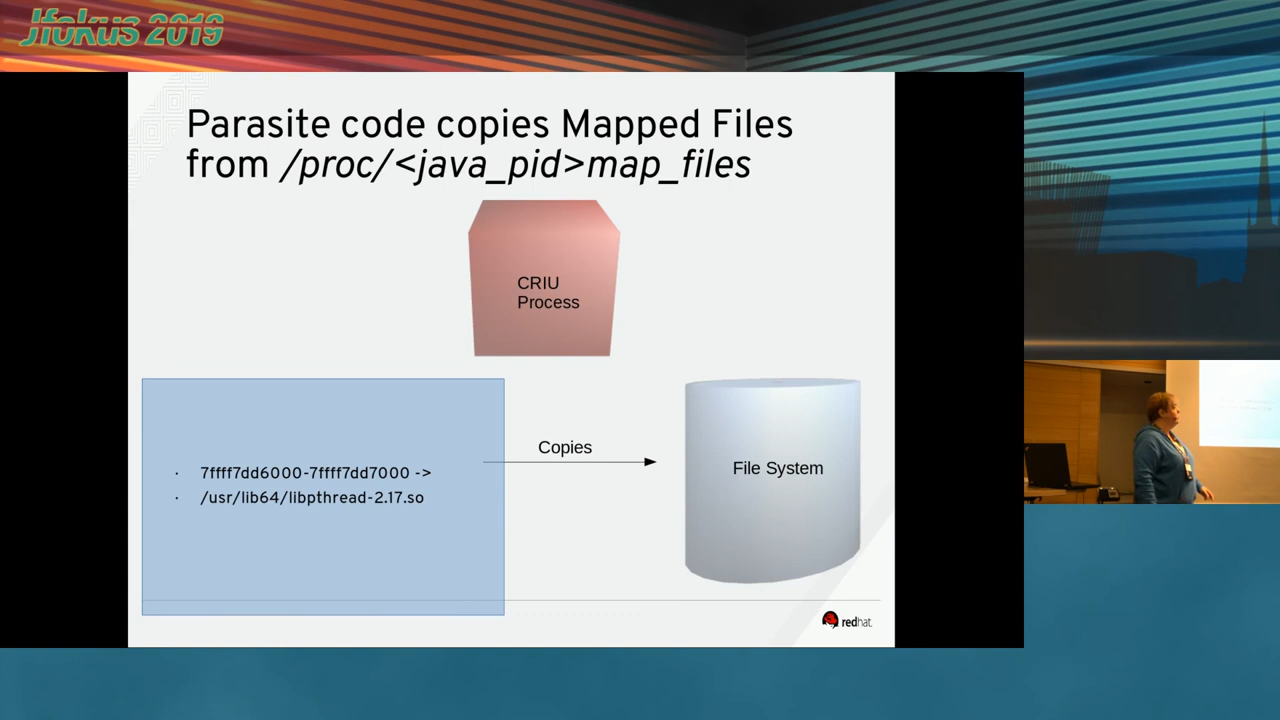 Jfokus 2019
Parasite code copies Mapped Files
from /proc/<java_pid>map_files
CRIU
Process
· 7ffff7dd6000-7ffff7dd7000 ->
· /usr/lib64/libpthread-2.17.so
Copies
File System
redhat.